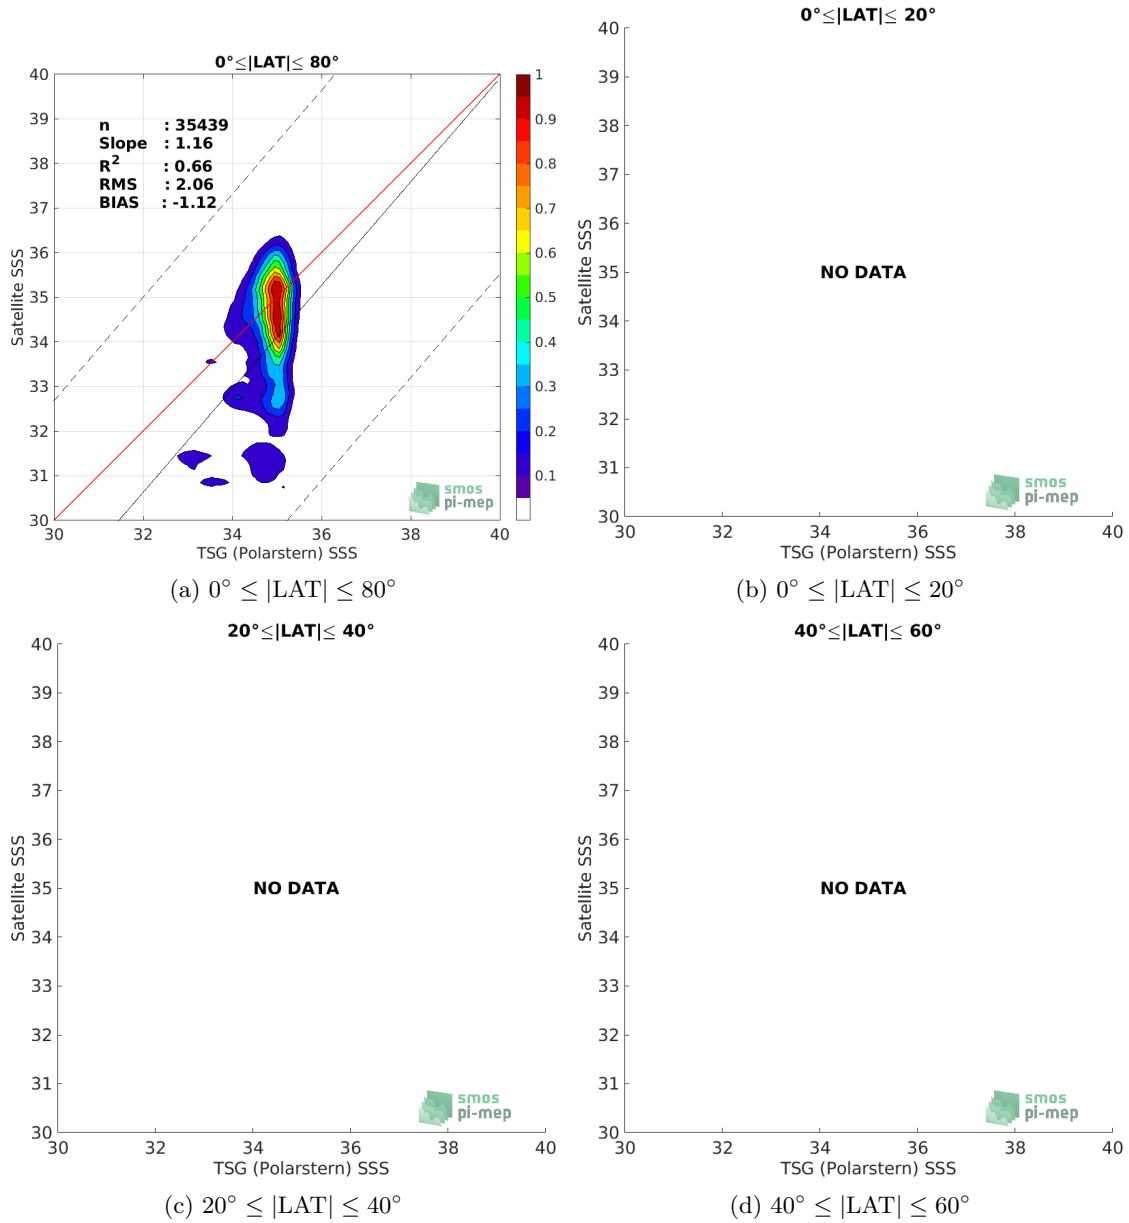 0°≤|LAT|≤ 80°
40
39
38
37
36
35
34
33
32
31
30
Satellite SSS
n : 35439
Slope : 1.16
R2 : 0.66
RMS : 2.06
BIAS : -1.12
1
0.9
0.8
0.7
0.6
0.5
0.4
0.3
0.2
0.1
smos
pi-mep
30 32 34 36 38 40
TSG (Polarstern) SSS
(a) 0° ≤ |LAT| ≤ 80°
0°≤|LAT|≤ 20°
40
39
38
37
36
35
34
33
32
31
30
Satellite SSS
NO DATA
smos
pi-mep
30 32 34 36 38 40
TSG (Polarstern) SSS
(b) 0° ≤ |LAT| ≤ 20°
20°≤|LAT|≤ 40°
40
39
38
37
36
35
34
33
32
31
30
Satellite SSS
NO DATA
smos
pi-mep
30 32 34 36 38 40
TSG (Polarstern) SSS
(c) 20° ≤ |LAT| ≤ 40°
40°≤|LAT|≤ 60°
40
39
38
37
36
35
34
33
32
31
30
Satellite SSS
NO DATA
smos
pi-mep
30 32 34 36 38 40
TSG (Polarstern) SSS
(d) 40° ≤ |LAT| ≤ 60°